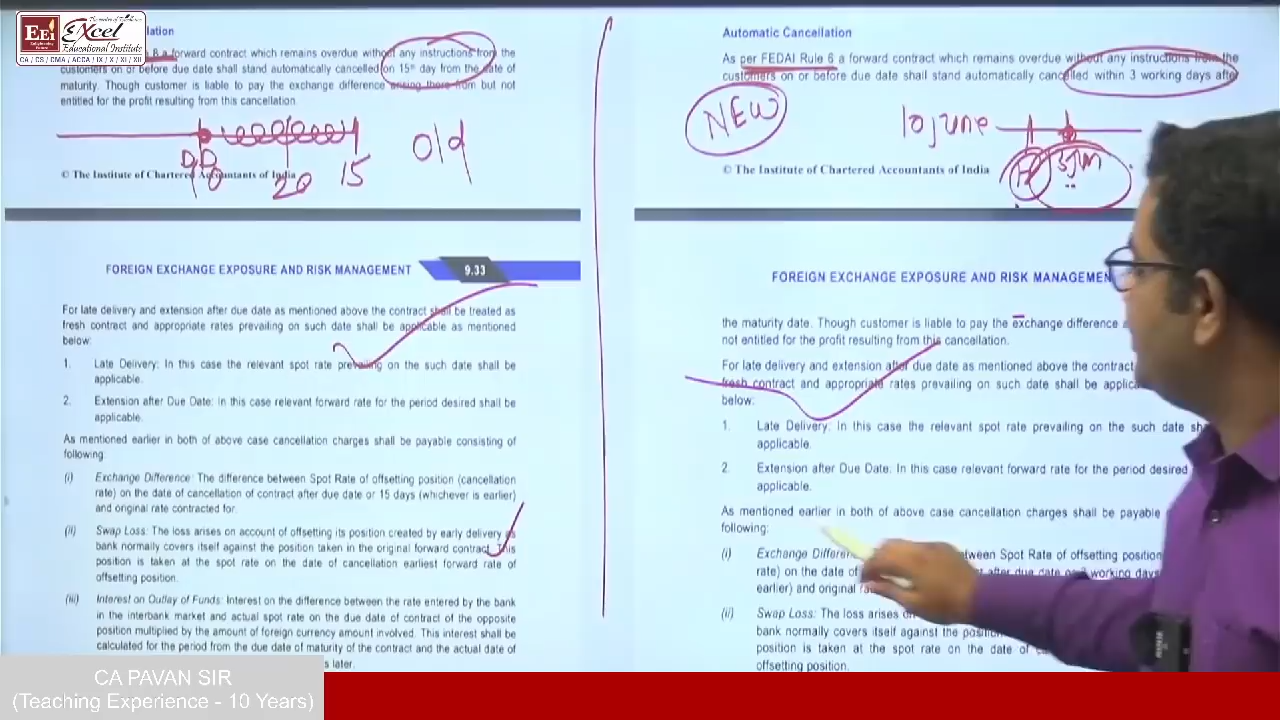 EEi
Excel
Educational Institute
CA / CS / CMA / ACCA / IX / X / XI / XII
lation
8 a forward contract which remains overdue without any instructions from the
customers on or before due date shall stand automatically cancelled on 15th day from the date of
maturity. Though customer is liable to pay the exchange difference arising there from but not
entitled for the profit resulting from this cancellation.
DD
20
15
Old
© The Institute of Chartered Accountants of India
FOREIGN EXCHANGE EXPOSURE AND RISK MANAGEMENT
9.33
For late delivery and extension after due date as mentioned above the contract shall be treated as
fresh contract and appropriate rates prevailing on such date shall be applicable as mentioned
below:
1. Late Delivery: In this case the relevant spot rate prevailing on the such date shall be
applicable.
2. Extension after Due Date: In this case relevant forward rate for the period desired shall be
applicable.
As mentioned earlier in both of above case cancellation charges shall be payable consisting of
following:
(i) Exchange Difference: The difference between Spot Rate of offsetting position (cancellation
rate) on the date of cancellation of contract after due date or 15 days (whichever is earlier)
and original rate contracted for.
(ii) Swap Loss: The loss arises on account of offsetting its position created by early delivery as
bank normally covers itself against the position taken in the original forward contract. This
position is taken at the spot rate on the date of cancellation earliest forward rate of
offsetting position.
(iii) Interest on Outlay of Funds: Interest on the difference between the rate entered by the bank
in the interbank market and actual spot rate on the due date of contract of the opposite
position multiplied by the amount of foreign currency amount involved. This interest shall be
calculated for the period from the due date of maturity of the contract and the actual date of
s later.
Automatic Cancellation
As per FEDAI Rule 6 a forward contract which remains overdue without any instructions from the
customers on or before due date shall stand automatically cancelled within 3 working days after
NEW
10 june
© The Institute of Chartered Accountants of India
FOREIGN EXCHANGE EXPOSURE AND RISK MANAGEMEN
the maturity date. Though customer is liable to pay the exchange difference
not entitled for the profit resulting from this cancellation.
For late delivery and extension after due date as mentioned above the contract
fresh contract and appropriate rates prevailing on such date shall be applica
below:
1. Late Delivery: In this case the relevant spot rate prevailing on the such date sh
applicable.
2. Extension after Due Date: In this case relevant forward rate for the period desired
applicable.
As mentioned earlier in both of above case cancellation charges shall be payable
following:
(i) Exchange Differe between Spot Rate of offsetting position
rate) on the date of act after due date or 3 working days
earlier) and original ra
(ii) Swap Loss: The loss arises on
bank normally covers itself against the position
position is taken at the spot rate on the date of
offsetting position.
CA PAVAN SIR
(Teaching Experience - 10 Years)